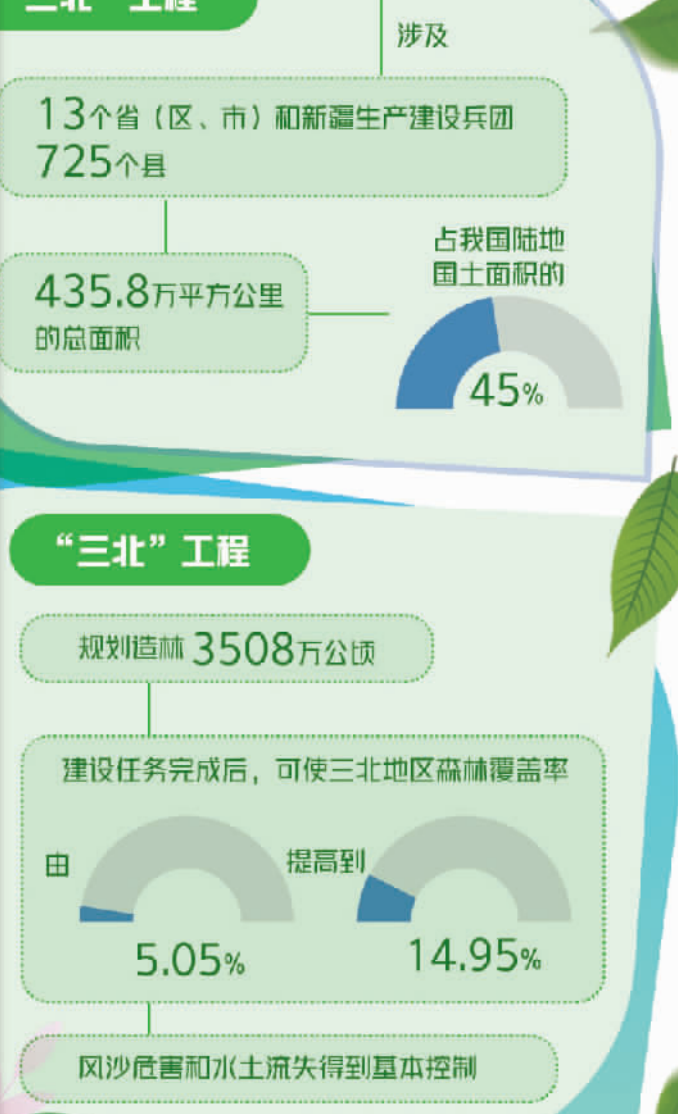 “三北”工程
涉及
13个省（区、市）和新疆生产建设兵团
725个县
435.8万平方公里
的总面积
占我国陆地
国土面积的
45%
“三北”工程
规划造林3508万公顷
建设任务完成后，可使三北地区森林覆盖率
由
5.05%
提高到
14.95%
风沙危害和水土流失得到基本控制